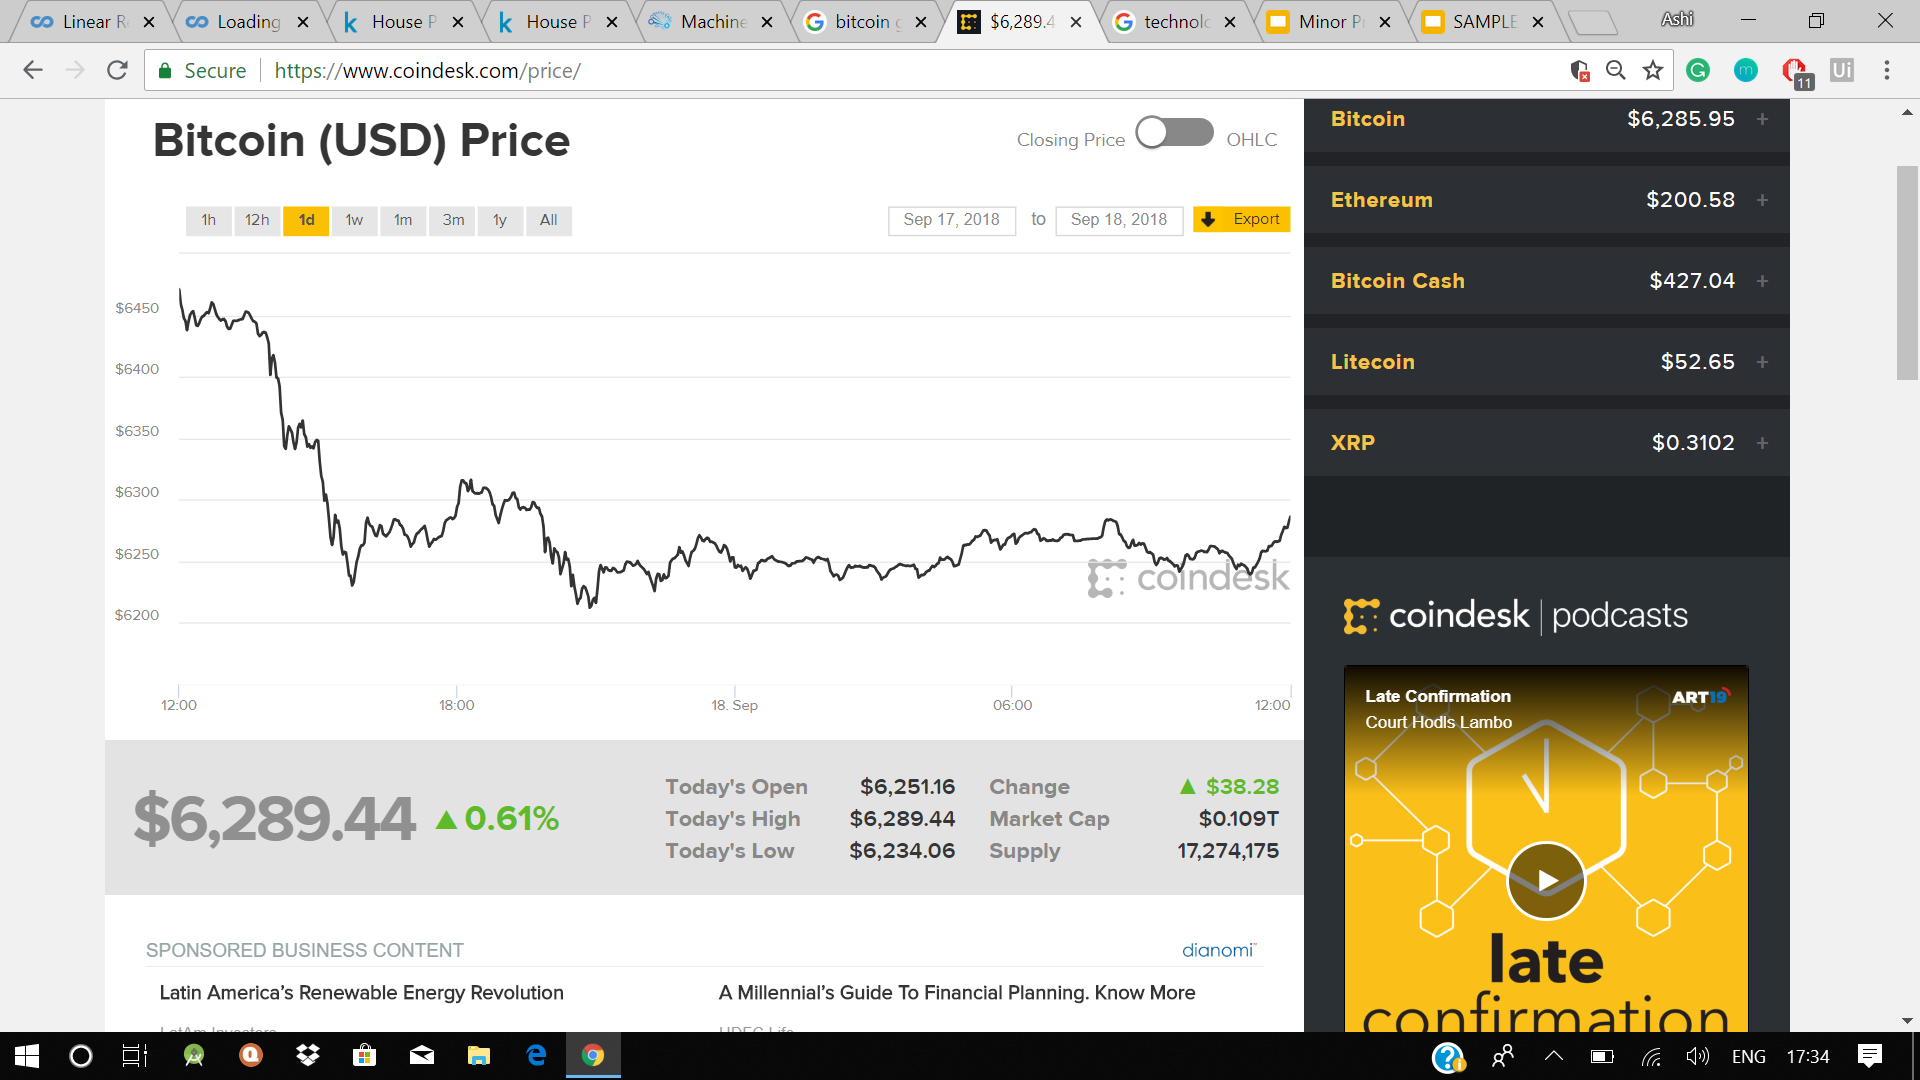 Linear R
Loading
House P
House P
Machine
bitcoin g
$6,289.4
technolo
Minor Pr
SAMPLE
Ashi
Secure
https://www.coindesk.com/price/
11
Ui
Bitcoin (USD) Price
Closing Price
OHLC
1h
12h
1d
1w
1m
3m
1y
All
Sep 17, 2018
to
Sep 18, 2018
Export
$6450
$6400
$6350
$6300
$6250
$6200
coindesk
12:00
18:00
18. Sep
06:00
12:00
$6,289.44
0.61%
Today's Open $6,251.16
Today's High $6,289.44
Today's Low $6,234.06
Change $38.28
Market Cap $0.109T
Supply 17,274,175
SPONSORED BUSINESS CONTENT
dianomi
Latin America’s Renewable Energy Revolution
A Millennial’s Guide To Financial Planning. Know More
Bitcoin $6,285.95 +
Ethereum $200.58 +
Bitcoin Cash $427.04 +
Litecoin $52.65 +
XRP $0.3102 +
coindesk | podcasts
Late Confirmation
Court Hodls Lambo
ART19
late
confirmation
ENG
17:34